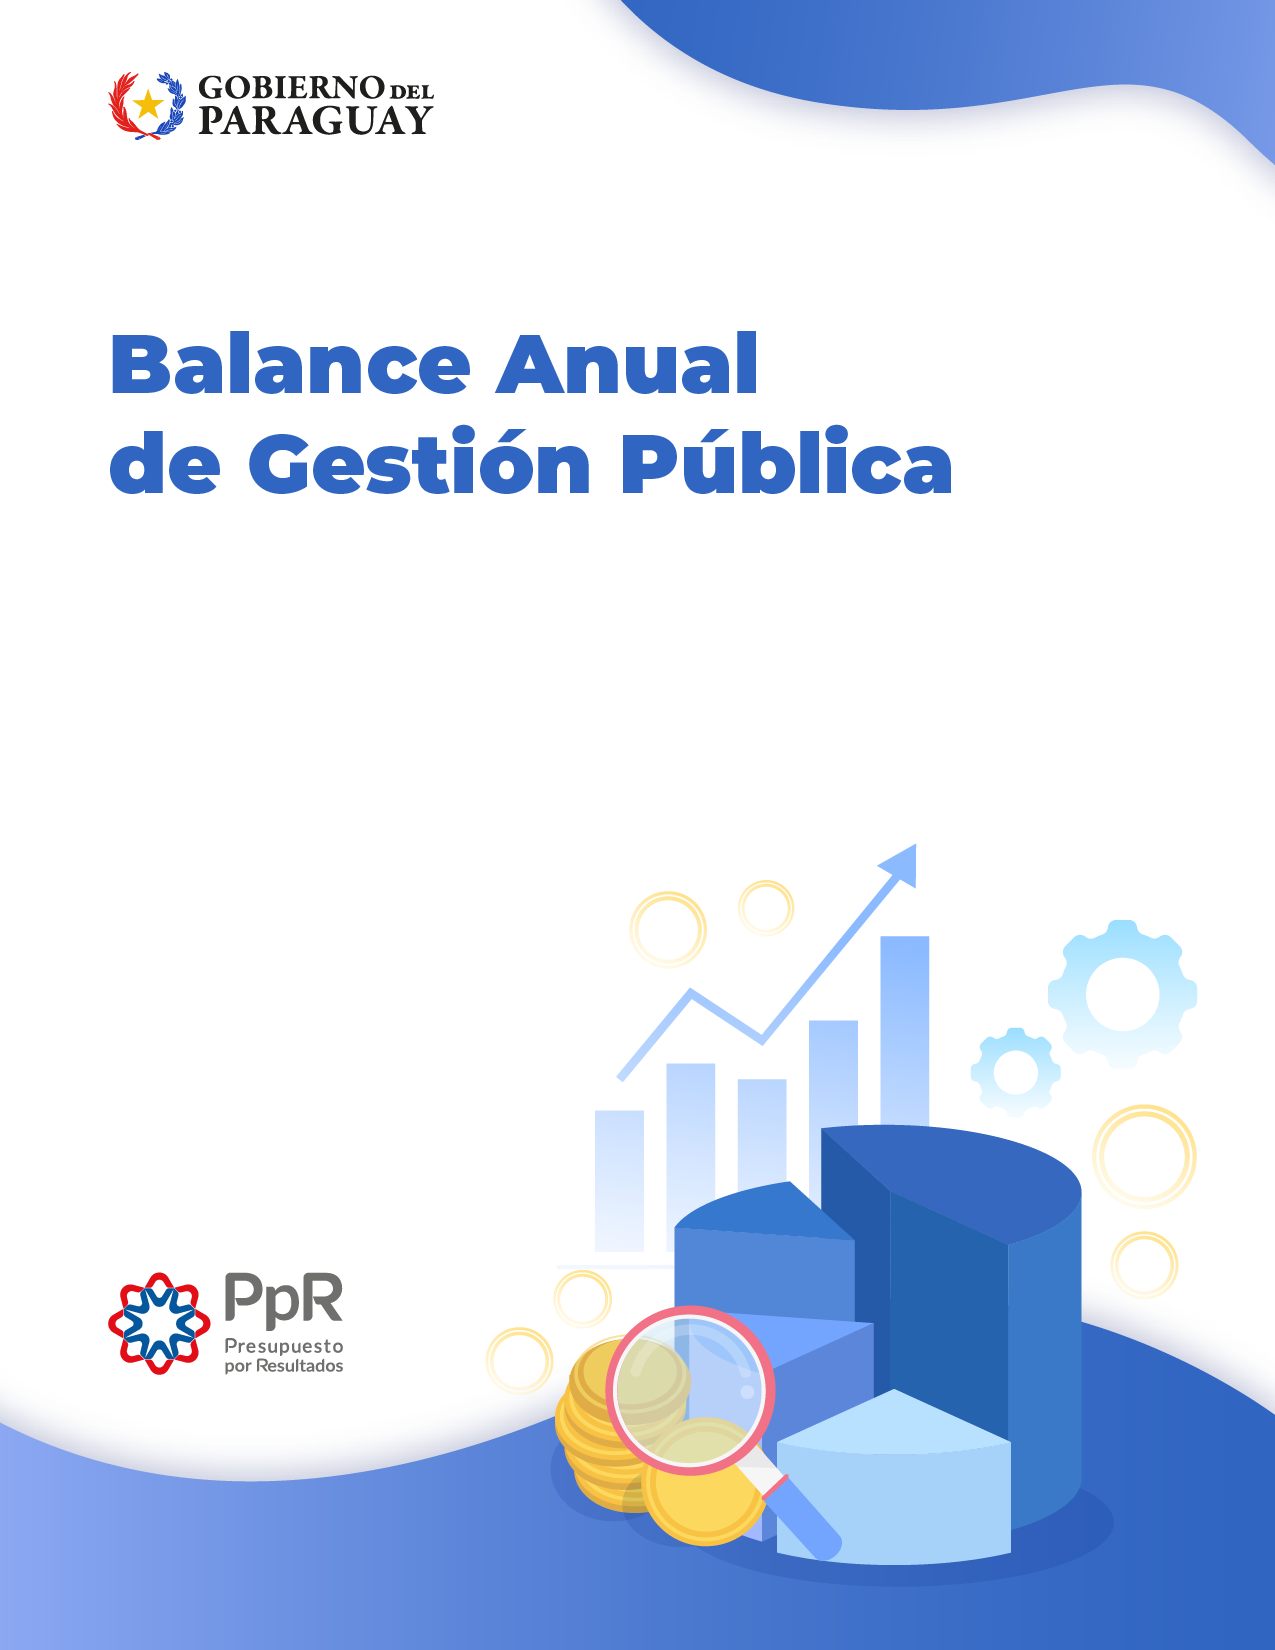 GOBIERNO DEL
PARAGUAY
Balance Anual
de Gestión Pública
PpR
Presupuesto
por Resultados